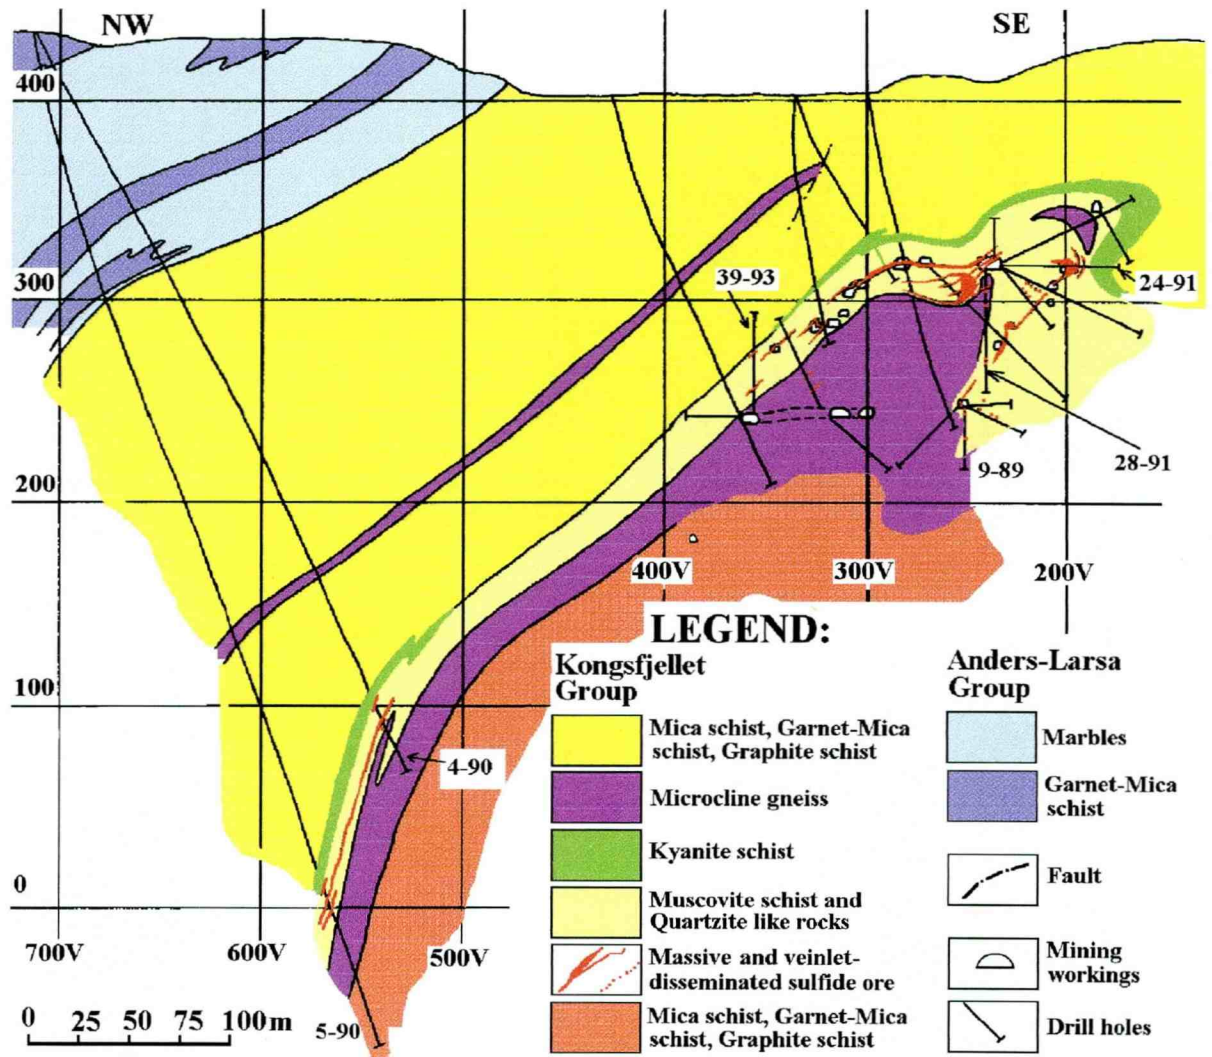 NW
SE
400
300
200
100
0
39-93
24-91
28-91
9-89
4-90
5-90
400V
300V
200V
700V
600V
500V
0 25 50 75 100m
LEGEND:
Kongsfjellet
Group
Mica schist, Garnet-Mica
schist, Graphite schist
Microcline gneiss
Kyanite schist
Muscovite schist and
Quartzite like rocks
Massive and veinlet-
disseminated sulfide ore
Mica schist, Garnet-Mica
schist, Graphite schist
Anders-Larsa
Group
Marbles
Garnet-Mica
schist
Fault
Mining
workings
Drill holes